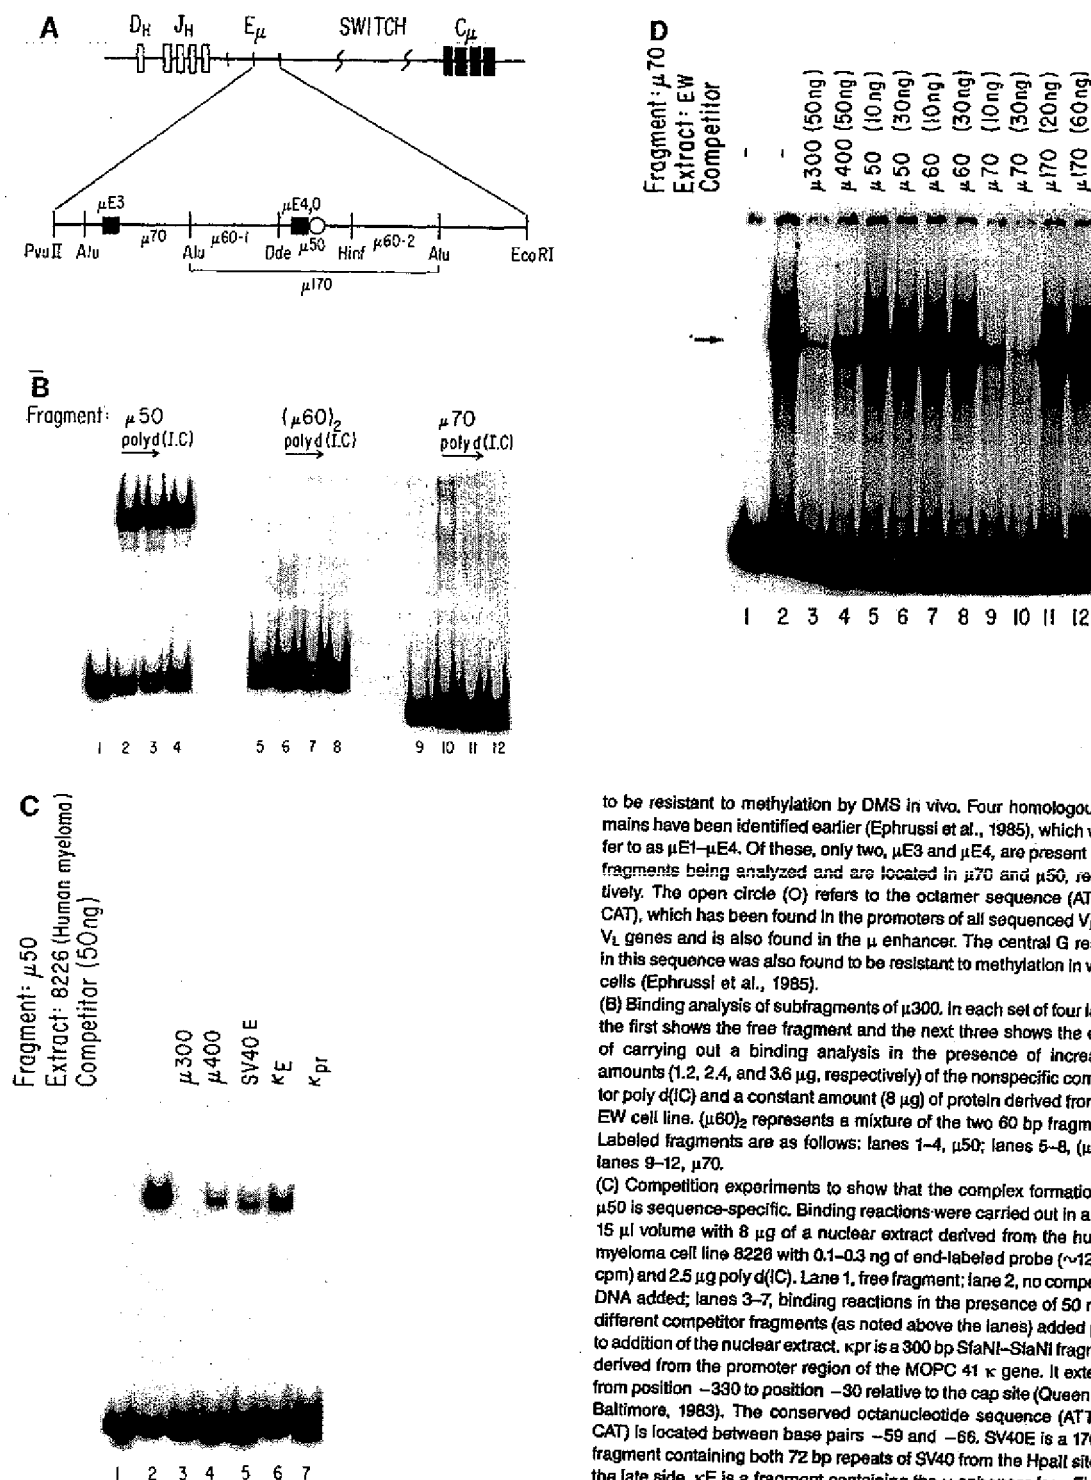 A
D_H J_H E_μ SWITCH C_μ
μE3 μE4,0
μ70 μ60-1 μ50 μ60-2
PvuII Alu Alu Dde Hinf Alu EcoRI
μ170
B
Fragment: μ50 (μ60)₂ μ70
poly d(I.C) poly d(I.C) poly d(I.C)
1 2 3 4 5 6 7 8 9 10 11 12
C
Fragment: μ50
Extract: 8226 (Human myeloma)
Competitor (50ng)
μ300
μ400
SV40 E
κE
κpr
1 2 3 4 5 6 7
D
Fragment: μ70
Extract: EW
Competitor
-
-
μ300 (50ng)
μ400 (50ng)
μ50 (10ng)
μ50 (30ng)
μ60 (10ng)
μ60 (30ng)
μ70 (10ng)
μ70 (30ng)
μ170 (20ng)
μ170 (60ng)
1 2 3 4 5 6 7 8 9 10 11 12
to be resistant to methylation by DMS in vivo. Four homologou
mains have been identified earlier (Ephrussi et al., 1985), which
fer to as μE1–μE4. Of these, only two, μE3 and μE4, are present
fragments being analyzed and are located in μ70 and μ50, re
tively. The open circle (O) refers to the octamer sequence (AT
CAT), which has been found in the promoters of all sequenced
V_L genes and is also found in the μ enhancer. The central G re
in this sequence was also found to be resistant to methylation in
cells (Ephrussi et al., 1985).
(B) Binding analysis of subfragments of μ300. In each set of four
the first shows the free fragment and the next three shows the
of carrying out a binding analysis in the presence of increa
amounts (1.2, 2.4, and 3.6 μg, respectively) of the nonspecific com
tor poly d(IC) and a constant amount (8 μg) of protein derived from
EW cell line. (μ60)₂ represents a mixture of the two 60 bp fragm
Labeled fragments are as follows: lanes 1–4, μ50; lanes 5–8, (μ
lanes 9–12, μ70.
(C) Competition experiments to show that the complex formatio
μ50 is sequence-specific. Binding reactions were carried out in a
15 μl volume with 8 μg of a nuclear extract derived from the hu
myeloma cell line 8226 with 0.1–0.3 ng of end-labeled probe (~12
cpm) and 2.5 μg poly d(IC). Lane 1, free fragment; lane 2, no compe
DNA added; lanes 3–7, binding reactions in the presence of 50
different competitor fragments (as noted above the lanes) added
to addition of the nuclear extract. κpr is a 300 bp SfaNI–SfaNI fragn
derived from the promoter region of the MOPC 41 κ gene. It exte
from position –330 to position –30 relative to the cap site (Queen
Baltimore, 1983). The conserved octanucleotide sequence (ATT
CAT) is located between base pairs –59 and –66. SV40E is a 17
fragment containing both 72 bp repeats of SV40 from the HpaII sit